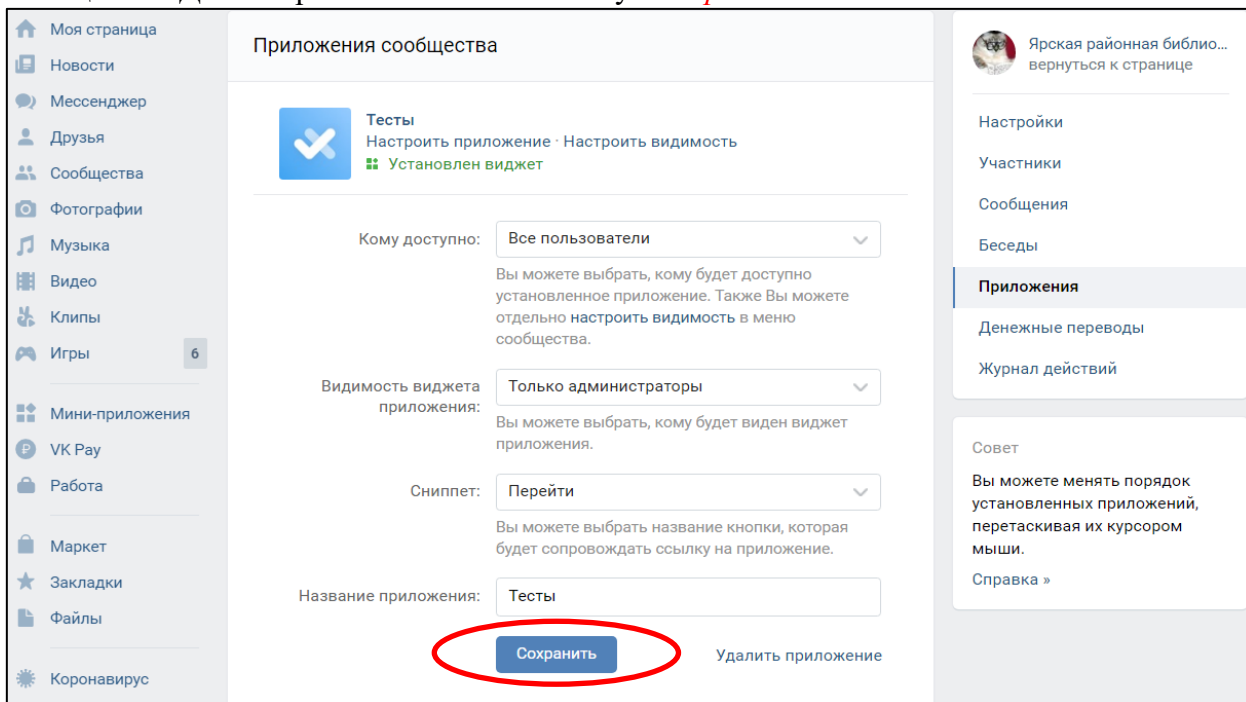 Моя страница
Новости
Мессенджер
Друзья
Сообщества
Фотографии
Музыка
Видео
Клипы
Игры 6
Мини-приложения
VK Pay
Работа
Маркет
Закладки
Файлы
Коронавирус
Приложения сообщества
Тесты
Настроить приложение · Настроить видимость
Установлен виджет
Кому доступно: Все пользователи
Вы можете выбрать, кому будет доступно
установленное приложение. Также Вы можете
отдельно настроить видимость в меню
сообщества.
Видимость виджета
приложения:
Только администраторы
Вы можете выбрать, кому будет виден виджет
приложения.
Сниппет: Перейти
Вы можете выбрать название кнопки, которая
будет сопровождать ссылку на приложение.
Название приложения: Тесты
Сохранить Удалить приложение
Ярская районная библио...
вернуться к странице
Настройки
Участники
Сообщения
Беседы
Приложения
Денежные переводы
Журнал действий
Совет
Вы можете менять порядок
установленных приложений,
перетаскивая их курсором
мыши.
Справка »